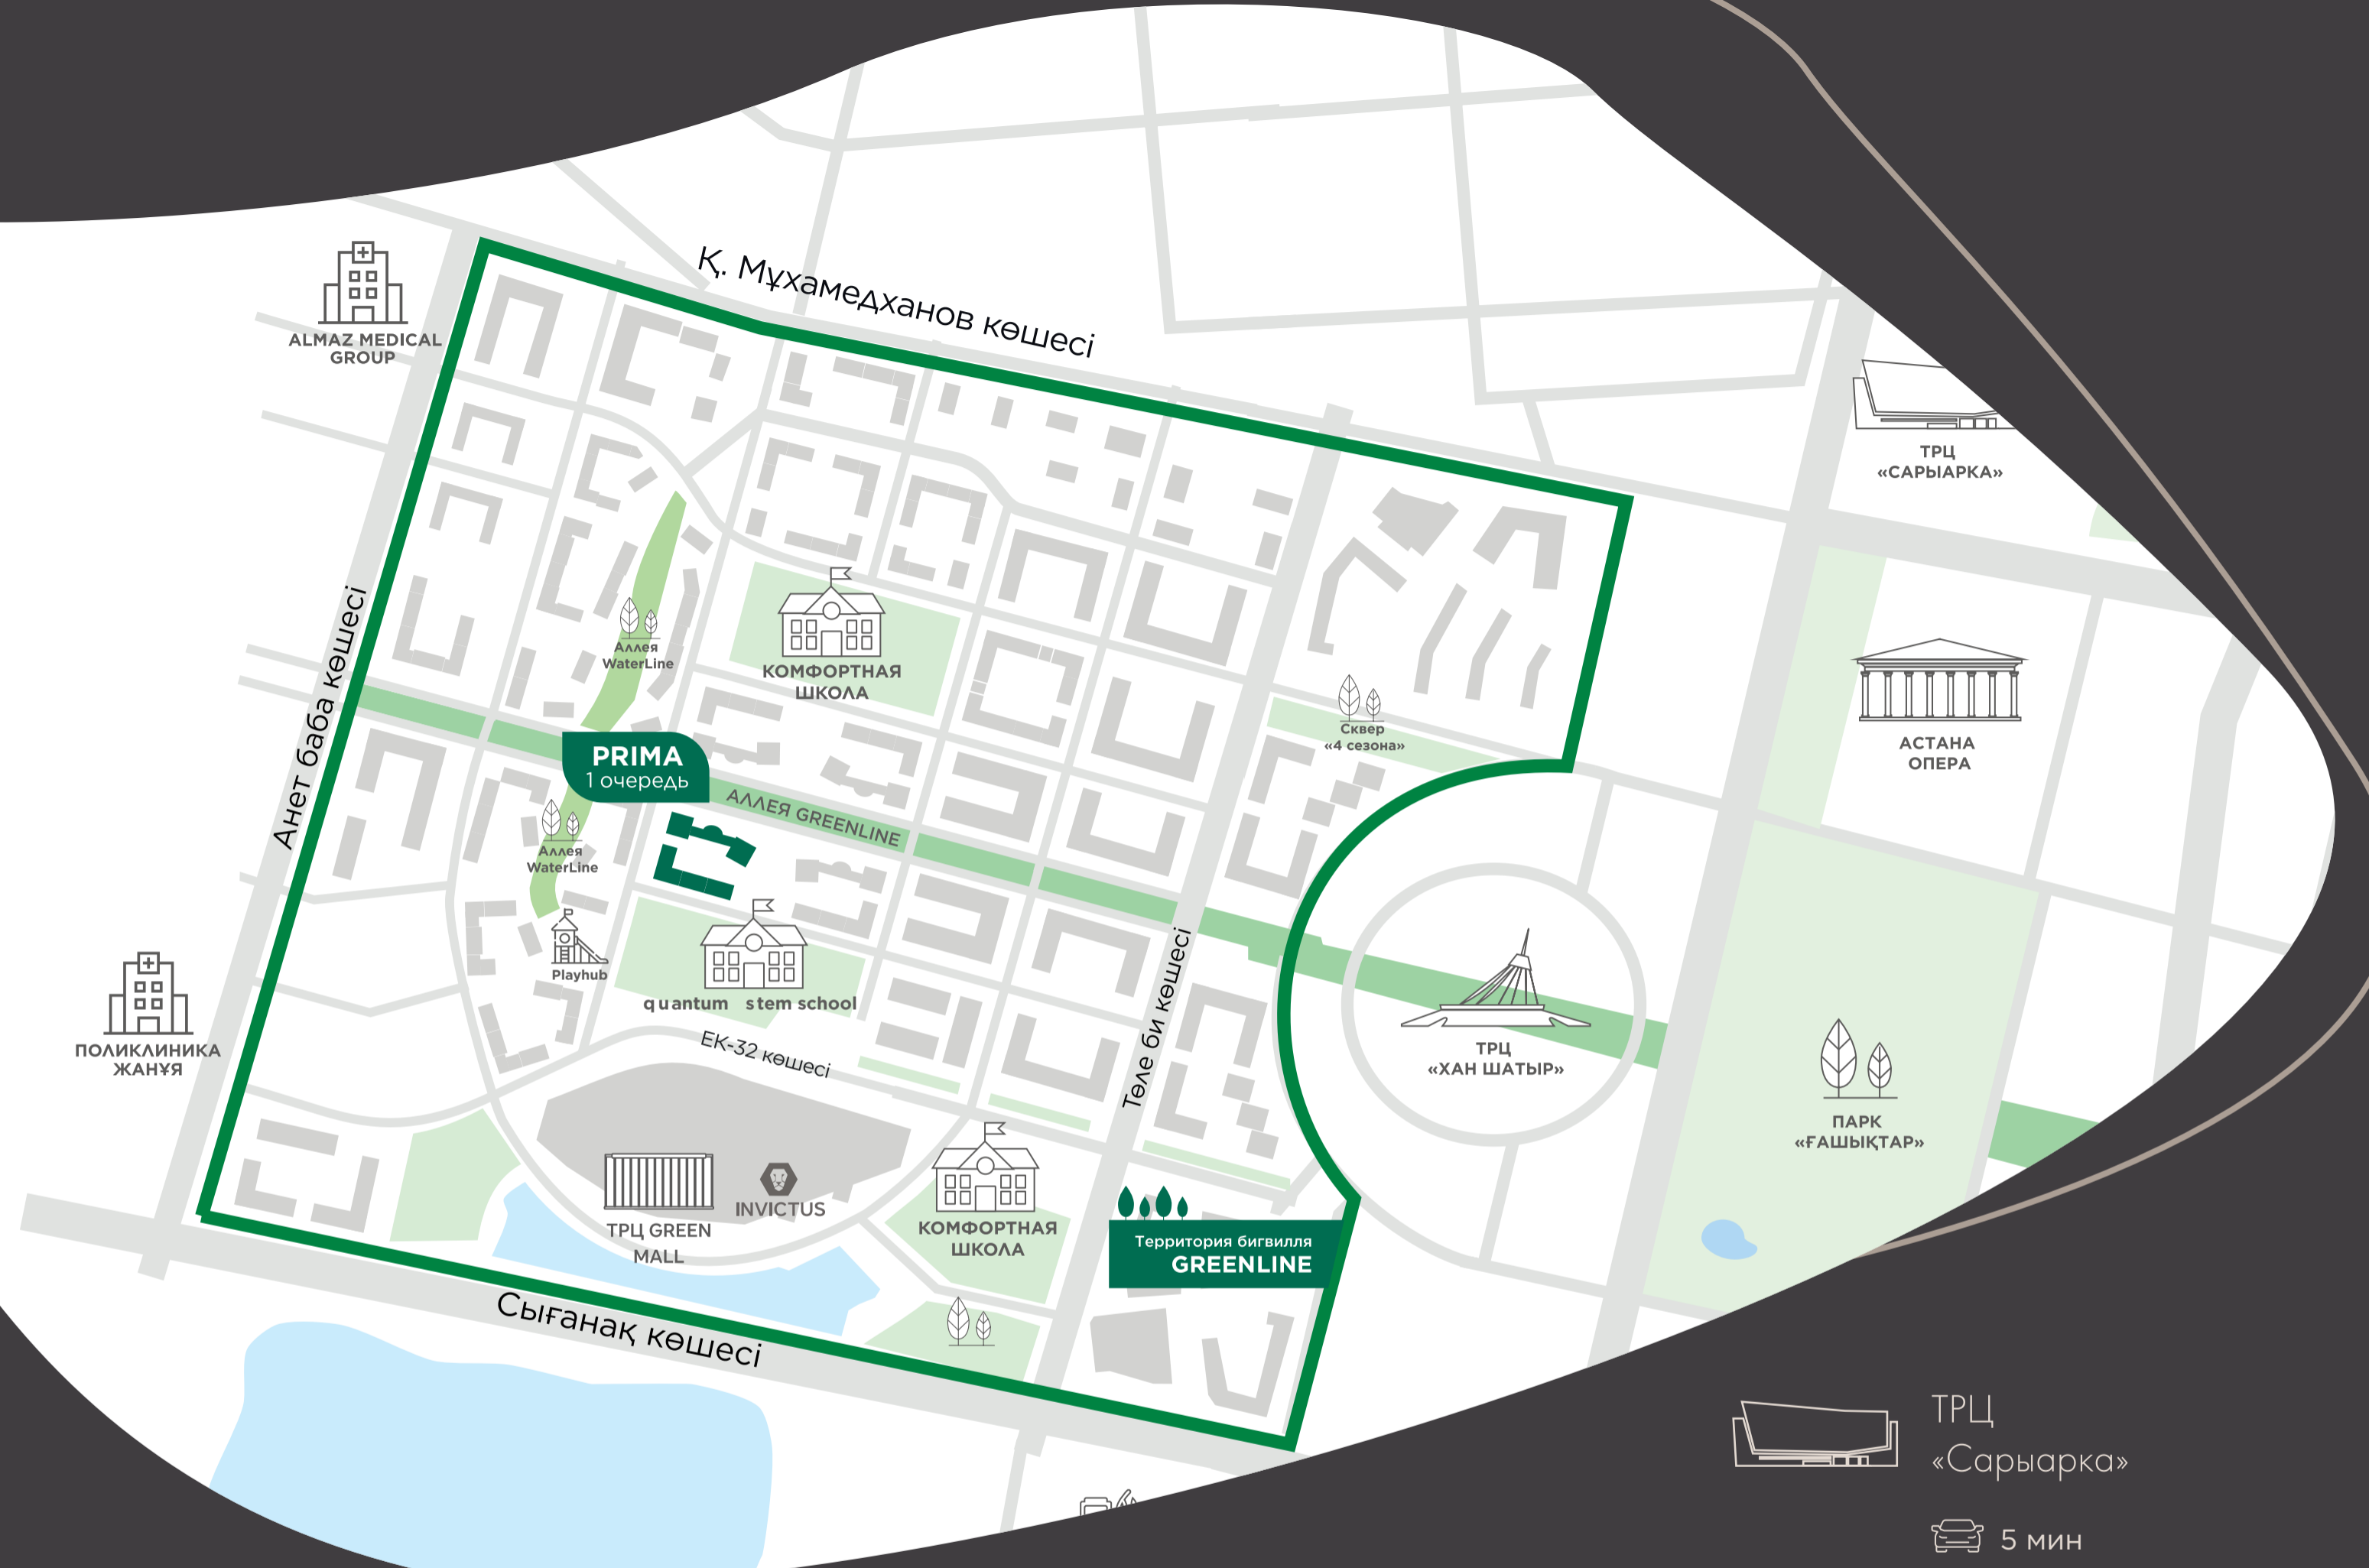 Қ. Мұхамедханов көшесі
ALMAZ MEDICAL
GROUP
ТРЦ
«САРЫАРКА»
Анет баба көшесі
Аллея
WaterLine
КОМФОРТНАЯ
ШКОЛА
Сквер
«4 сезона»
АСТАНА
ОПЕРА
PRIMA
1 очередь
АЛЛЕЯ GREENLINE
Аллея
WaterLine
Playhub
quantum stem school
Төле би көшесі
ПОЛИКЛИНИКА
ЖАНҰЯ
ЕК-32 көшесі
ТРЦ
«ХАН ШАТЫР»
ПАРК
«ҒАШЫҚТАР»
ТРЦ GREEN
MALL
INVICTUS
КОМФОРТНАЯ
ШКОЛА
Территория бигвилля
GREENLINE
Сығанақ көшесі
ТРЦ
«Сарыарка»
5 мин